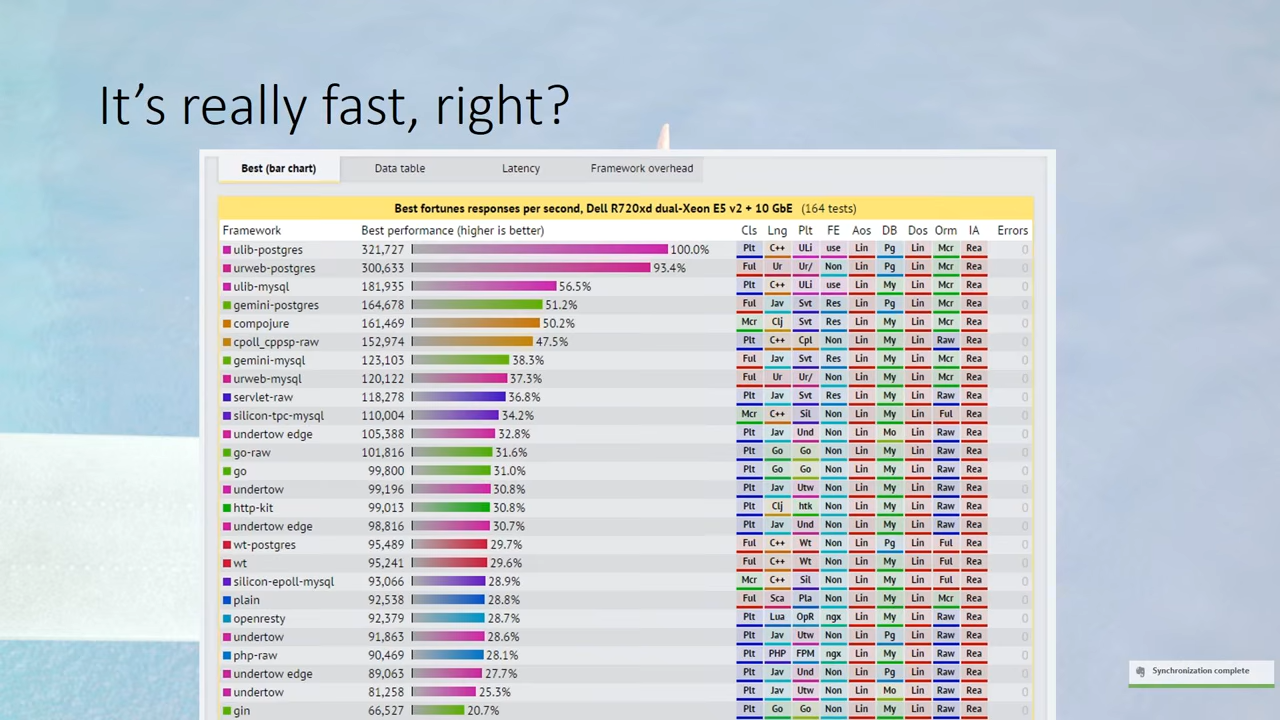 It's really fast, right?
Best (bar chart) Data table Latency Framework overhead
Best fortunes responses per second, Dell R720xd dual-Xeon E5 v2 + 10 GbE (164 tests)
Framework Best performance (higher is better) Cls Lng Plt FE Aos DB Dos Orm IA Errors
ulib-postgres 321,727 100.0% Plt C++ ULi use Lin Pg Lin Mcr Rea 0
urweb-postgres 300,633 93.4% Ful Ur Ur/ Non Lin Pg Lin Mcr Rea 0
ulib-mysql 181,935 56.5% Plt C++ ULi use Lin My Lin Mcr Rea 0
gemini-postgres 164,678 51.2% Ful Jav Svt Res Lin Pg Lin Mcr Rea 0
compojure 161,469 50.2% Mcr Clj Svt Res Lin My Lin Mcr Rea 0
cpoll_cppsp-raw 152,974 47.5% Plt C++ Cpl Non Lin My Lin Raw Rea 0
gemini-mysql 123,103 38.3% Ful Jav Svt Res Lin My Lin Mcr Rea 0
urweb-mysql 120,122 37.3% Ful Ur Ur/ Non Lin My Lin Mcr Rea 0
servlet-raw 118,278 36.8% Plt Jav Svt Res Lin My Lin Raw Rea 0
silicon-tpc-mysql 110,004 34.2% Mcr C++ Sil Non Lin My Lin Ful Rea 0
undertow edge 105,388 32.8% Plt Jav Und Non Lin Mo Lin Raw Rea 0
go-raw 101,816 31.6% Plt Go Go Non Lin My Lin Raw Rea 0
go 99,800 31.0% Plt Go Go Non Lin My Lin Raw Rea 0
undertow 99,196 30.8% Plt Jav Utw Non Lin My Lin Raw Rea 0
http-kit 99,013 30.8% Plt Clj htk Non Lin My Lin Raw Rea 0
undertow edge 98,816 30.7% Plt Jav Und Non Lin My Lin Raw Rea 0
wt-postgres 95,489 29.7% Ful C++ Wt Non Lin Pg Lin Ful Rea 0
wt 95,241 29.6% Ful C++ Wt Non Lin My Lin Ful Rea 0
silicon-epoll-mysql 93,066 28.9% Mcr C++ Sil Non Lin My Lin Ful Rea 0
plain 92,538 28.8% Ful Sca Pla Non Lin My Lin Mcr Rea 0
openresty 92,379 28.7% Plt Lua OpR ngx Lin My Lin Raw Rea 0
undertow 91,863 28.6% Plt Jav Utw Non Lin Pg Lin Raw Rea 0
php-raw 90,469 28.1% Plt PHP FPM ngx Lin My Lin Raw Rea 0
undertow edge 89,063 27.7% Plt Jav Und Non Lin Pg Lin Raw Rea 0
undertow 81,258 25.3% Plt Jav Utw Non Lin Mo Lin Raw Rea 0
gin 66,527 20.7% Plt Go Go Non Lin My Lin Raw Rea 0
Synchronization complete